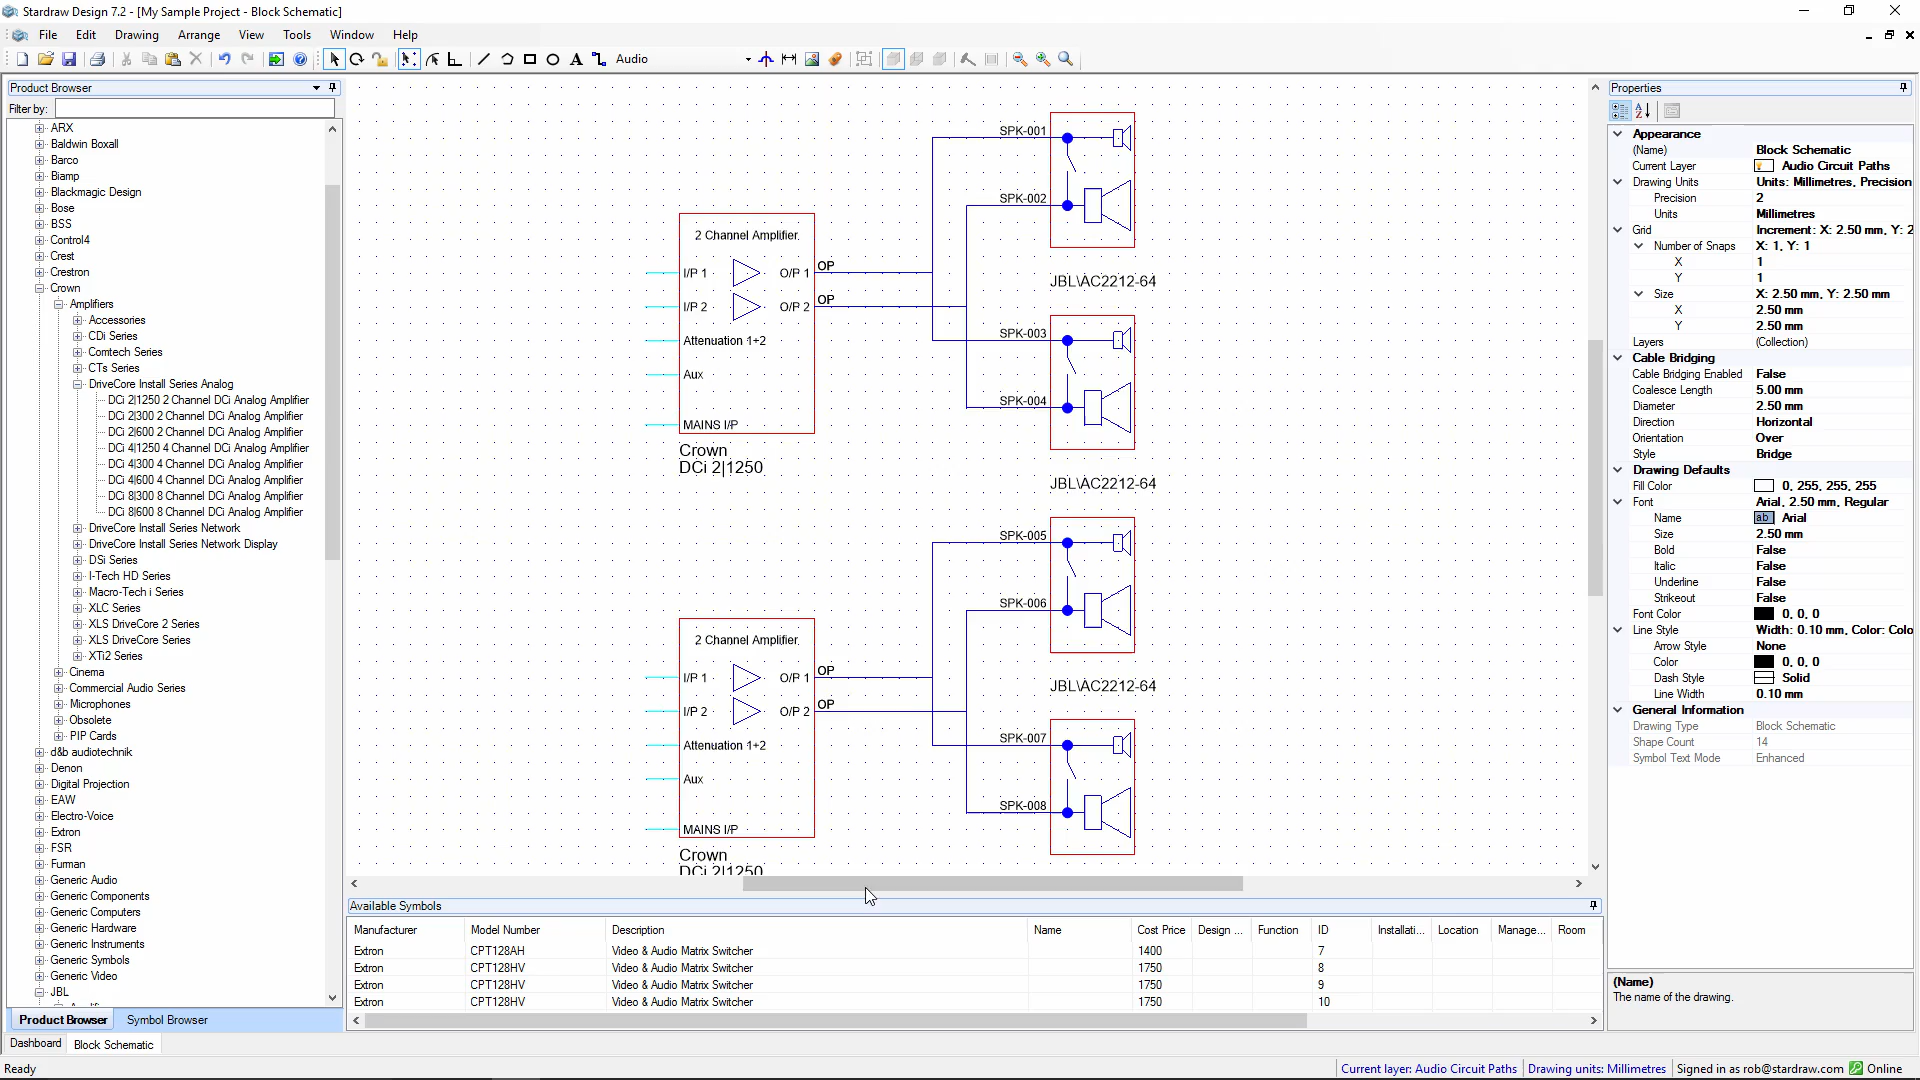 Stardraw Design 7.2 - [My Sample Project - Block Schematic]
File Edit Drawing Arrange View Tools Window Help
A Audio
Product Browser
Filter by:
ARX
Baldwin Boxall
Barco
Biamp
Blackmagic Design
Bose
BSS
Control4
Crest
Crestron
Crown
Amplifiers
Accessories
CDi Series
Comtech Series
CTs Series
DriveCore Install Series Analog
DCi 2|1250 2 Channel DCi Analog Amplifier
DCi 2|300 2 Channel DCi Analog Amplifier
DCi 2|600 2 Channel DCi Analog Amplifier
DCi 4|1250 4 Channel DCi Analog Amplifier
DCi 4|300 4 Channel DCi Analog Amplifier
DCi 4|600 4 Channel DCi Analog Amplifier
DCi 8|300 8 Channel DCi Analog Amplifier
DCi 8|600 8 Channel DCi Analog Amplifier
DriveCore Install Series Network
DriveCore Install Series Network Display
DSi Series
I-Tech HD Series
Macro-Tech i Series
XLC Series
XLS DriveCore 2 Series
XLS DriveCore Series
XTi2 Series
Cinema
Commercial Audio Series
Microphones
Obsolete
PIP Cards
d&b audiotechnik
Denon
Digital Projection
EAW
Electro-Voice
Extron
FSR
Furman
Generic Audio
Generic Components
Generic Computers
Generic Hardware
Generic Instruments
Generic Symbols
Generic Video
JBL
Product Browser Symbol Browser
Dashboard Block Schematic
Ready
2 Channel Amplifier.
I/P 1 O/P 1 OP
I/P 2 O/P 2 OP
Attenuation 1+2
Aux
MAINS I/P
Crown
DCi 2|1250
SPK-001
SPK-002
JBL\AC2212-64
SPK-003
SPK-004
JBL\AC2212-64
2 Channel Amplifier.
I/P 1 O/P 1 OP
I/P 2 O/P 2 OP
Attenuation 1+2
Aux
MAINS I/P
Crown
DCi 2|1250
SPK-005
SPK-006
JBL\AC2212-64
SPK-007
SPK-008
Available Symbols
Manufacturer Model Number Description Name Cost Price Design ... Function ID Installati... Location Manage... Room
Extron CPT128AH Video & Audio Matrix Switcher 1400 7
Extron CPT128HV Video & Audio Matrix Switcher 1750 8
Extron CPT128HV Video & Audio Matrix Switcher 1750 9
Extron CPT128HV Video & Audio Matrix Switcher 1750 10
Properties
Appearance
(Name) Block Schematic
Current Layer Audio Circuit Paths
Drawing Units Units: Millimetres, Precision
Precision 2
Units Millimetres
Grid Increment: X: 2.50 mm, Y: 2
Number of Snaps X: 1, Y: 1
X 1
Y 1
Size X: 2.50 mm, Y: 2.50 mm
X 2.50 mm
Y 2.50 mm
Layers (Collection)
Cable Bridging
Cable Bridging Enabled False
Coalesce Length 5.00 mm
Diameter 2.50 mm
Direction Horizontal
Orientation Over
Style Bridge
Drawing Defaults
Fill Color 0, 255, 255, 255
Font Arial, 2.50 mm, Regular
Name ab Arial
Size 2.50 mm
Bold False
Italic False
Underline False
Strikeout False
Font Color 0, 0, 0
Line Style Width: 0.10 mm, Color: Colo
Arrow Style None
Color 0, 0, 0
Dash Style Solid
Line Width 0.10 mm
General Information
Drawing Type Block Schematic
Shape Count 14
Symbol Text Mode Enhanced
(Name)
The name of the drawing.
Current layer: Audio Circuit Paths Drawing units: Millimetres Signed in as rob@stardraw.com Online